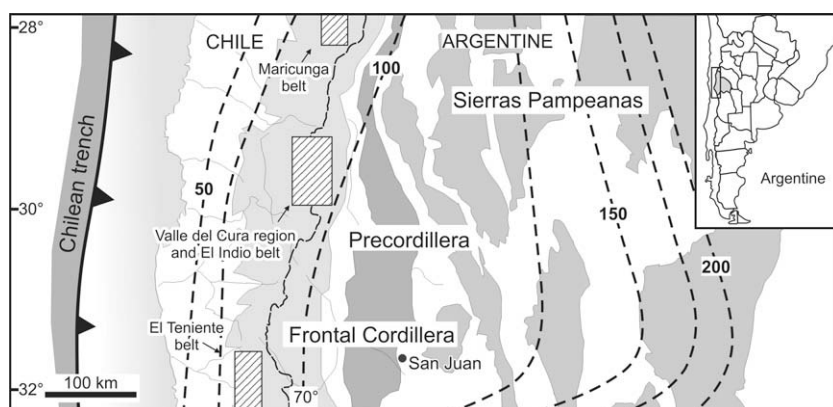 28°
CHILE
ARGENTINE
Maricunga
belt
100
Sierras Pampeanas
Chilean trench
50
Argentine
30°
150
Valle del Cura region
and El Indio belt
Precordillera
200
El Teniente
belt
Frontal Cordillera
San Juan
100 km
32°
70°